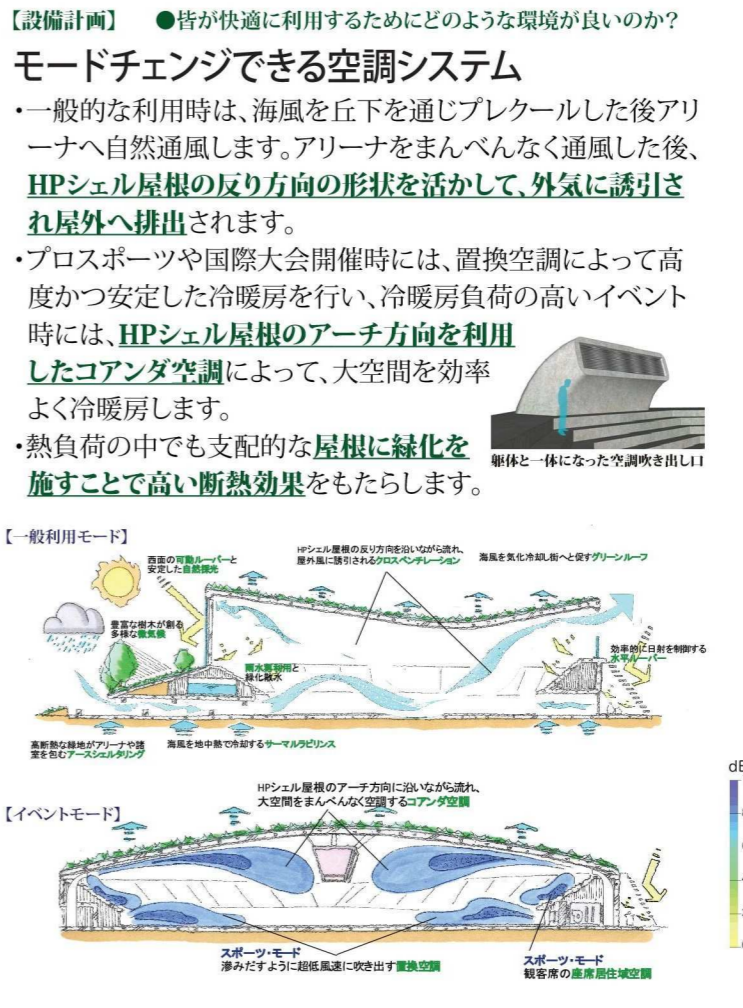 【設備計画】　●皆が快適に利用するためにどのような環境が良いのか？
モードチェンジできる空調システム
・一般的な利用時は、海風を丘下を通じプレクールした後アリ
ーナへ自然通風します。アリーナをまんべんなく通風した後、
HPシェル屋根の反り方向の形状を活かして、外気に誘引さ
れ屋外へ排出されます。
・プロスポーツや国際大会開催時には、置換空調によって高
度かつ安定した冷暖房を行い、冷暖房負荷の高いイベント
時には、HPシェル屋根のアーチ方向を利用
したコアンダ空調によって、大空間を効率
よく冷暖房します。
・熱負荷の中でも支配的な屋根に緑化を
施すことで高い断熱効果をもたらします。
躯体と一体になった空調吹き出し口
【一般利用モード】
西面の可動ルーバーと
安定した自然採光
HPシェル屋根の反り方向を沿いながら流れ、
屋外風に誘引されるクロスベンチレーション
海風を気化冷却し街へと促すグリーンルーフ
豊富な樹木が創る
多様な微気候
雨水再利用と
緑化散水
効率的に日射を制御する
水平ルーバー
高断熱な緑地がアリーナや諸
室を包むアースシェルタリング
海風を地中熱で冷却するサーマルラビリンス
dB
【イベントモード】
HPシェル屋根のアーチ方向に沿いながら流れ、
大空間をまんべんなく空調するコアンダ空調
スポーツ・モード
滲みだすように超低風速に吹き出す置換空調
スポーツ・モード
観客席の座席居住域空調